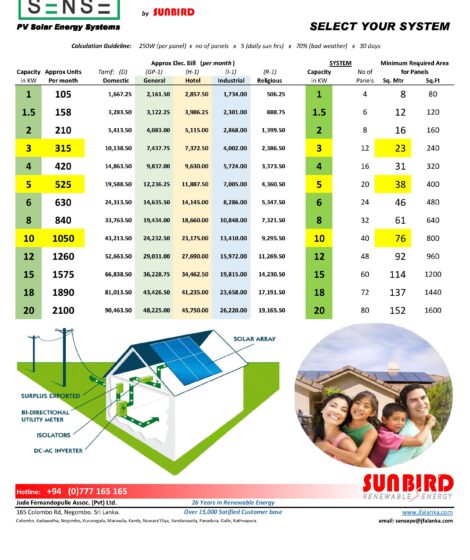 SENSE
by SUNBIRD
PV Solar Energy Systems
SELECT YOUR SYSTEM
Calculation Guideline: 250W (per panel) x no of panels x 5 (daily sun hrs) x 70% (bad weather) x 30 days
Approx Elec. Bill (per month)
SYSTEM
Minimum Required Area
Capacity Approx Units Tarrif: (D) (GP-1) (H-1) (I-1) (R-1) Capacity No of for Panels
in KW Per month Domestic General Hotel Industrial Religious in KW Panels Sq. Mtr Sq.Ft
1 105 1,667.25 2,161.50 2,857.50 1,734.00 506.25 1 4 8 80
1.5 158 3,283.50 3,122.25 3,986.25 2,301.00 888.75 1.5 6 12 120
2 210 5,413.50 4,083.00 5,115.00 2,868.00 1,399.50 2 8 16 160
3 315 10,138.50 7,437.75 7,372.50 4,002.00 2,386.50 3 12 23 240
4 420 14,863.50 9,837.00 9,630.00 5,724.00 3,373.50 4 16 31 320
5 525 19,588.50 12,236.00 11,887.50 7,005.00 4,360.50 5 20 38 400
6 630 24,313.50 14,635.50 14,145.00 8,286.00 5,347.50 6 24 46 480
8 840 33,763.50 19,434.00 18,660.00 10,848.00 7,321.50 8 32 61 640
10 1050 43,213.50 24,232.50 23,175.00 13,410.00 9,295.50 10 40 76 800
12 1260 52,663.50 29,031.00 27,690.00 15,972.00 11,269.50 12 48 92 960
15 1575 66,838.50 36,228.75 34,462.50 19,815.00 14,230.50 15 60 114 1200
18 1890 81,013.50 43,426.50 41,235.00 23,658.00 17,191.50 18 72 137 1440
20 2100 90,463.50 48,225.00 45,750.00 26,220.00 19,165.50 20 80 152 1600
SOLAR ARRAY
SURPLUS EXPORTED
BI-DIRECTIONAL
UTILITY METER
ISOLATORS
DC-AC INVERTER
SUNBIRD
RENEWABLE ENERGY
Hotline: +94 (0)777 165 165
Jude Fernandopulle Assoc. (Pvt) Ltd. 26 Years in Renewable Energy
165 Colombo Rd, Negombo. Sri Lanka. Over 15,000 Satified Customer base www.jfalanka.com
email: sensepv@jfalanka.com